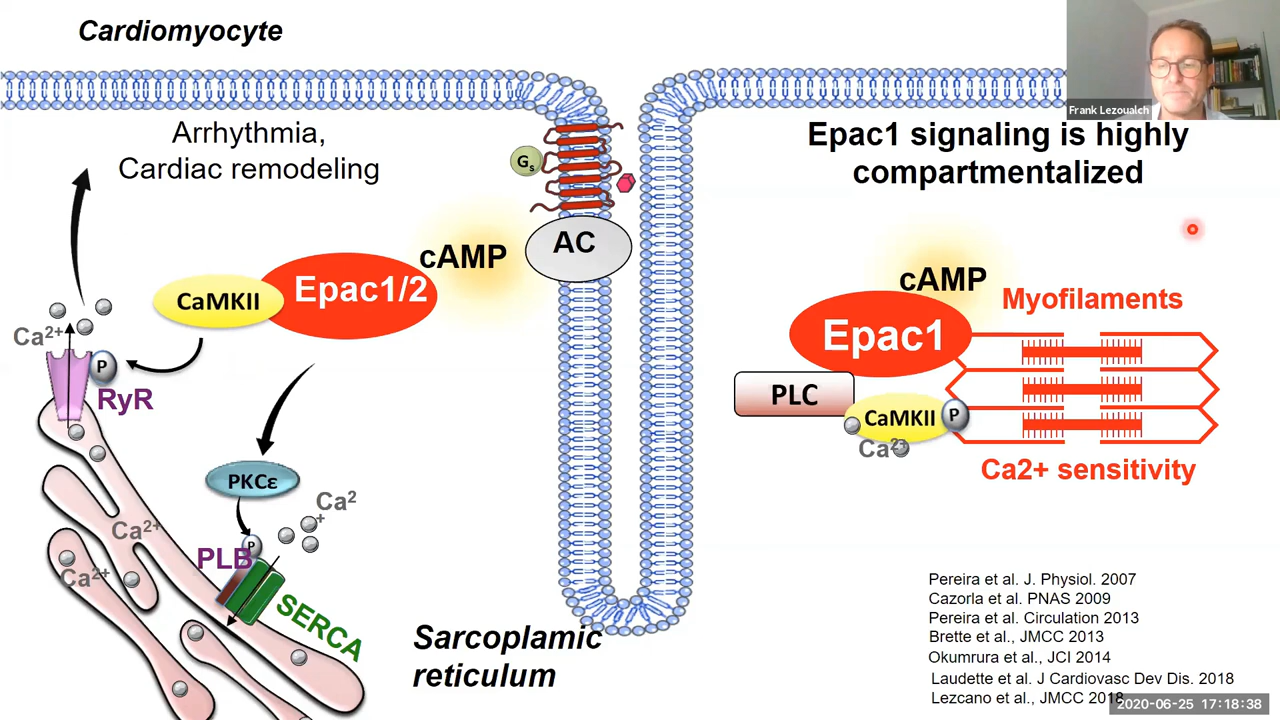 Cardiomyocyte
Frank Lezoualch
Arrhythmia,
Cardiac remodeling
Gs
AC
cAMP
Epac1/2
CaMKII
Ca2+
P
RyR
PKCε
Ca2
+
P
PLB
SERCA
Ca2+
Ca2+
Sarcoplamic
reticulum
Epac1 signaling is highly
compartmentalized
cAMP
Epac1
Myofilaments
PLC
CaMKII
P
Ca2+
Ca2+ sensitivity
Pereira et al. J. Physiol. 2007
Cazorla et al. PNAS 2009
Pereira et al. Circulation 2013
Brette et al., JMCC 2013
Okumrura et al., JCI 2014
Laudette et al. J Cardiovasc Dev Dis. 2018
Lezcano et al., JMCC 2018
2020-06-25 17:18:38